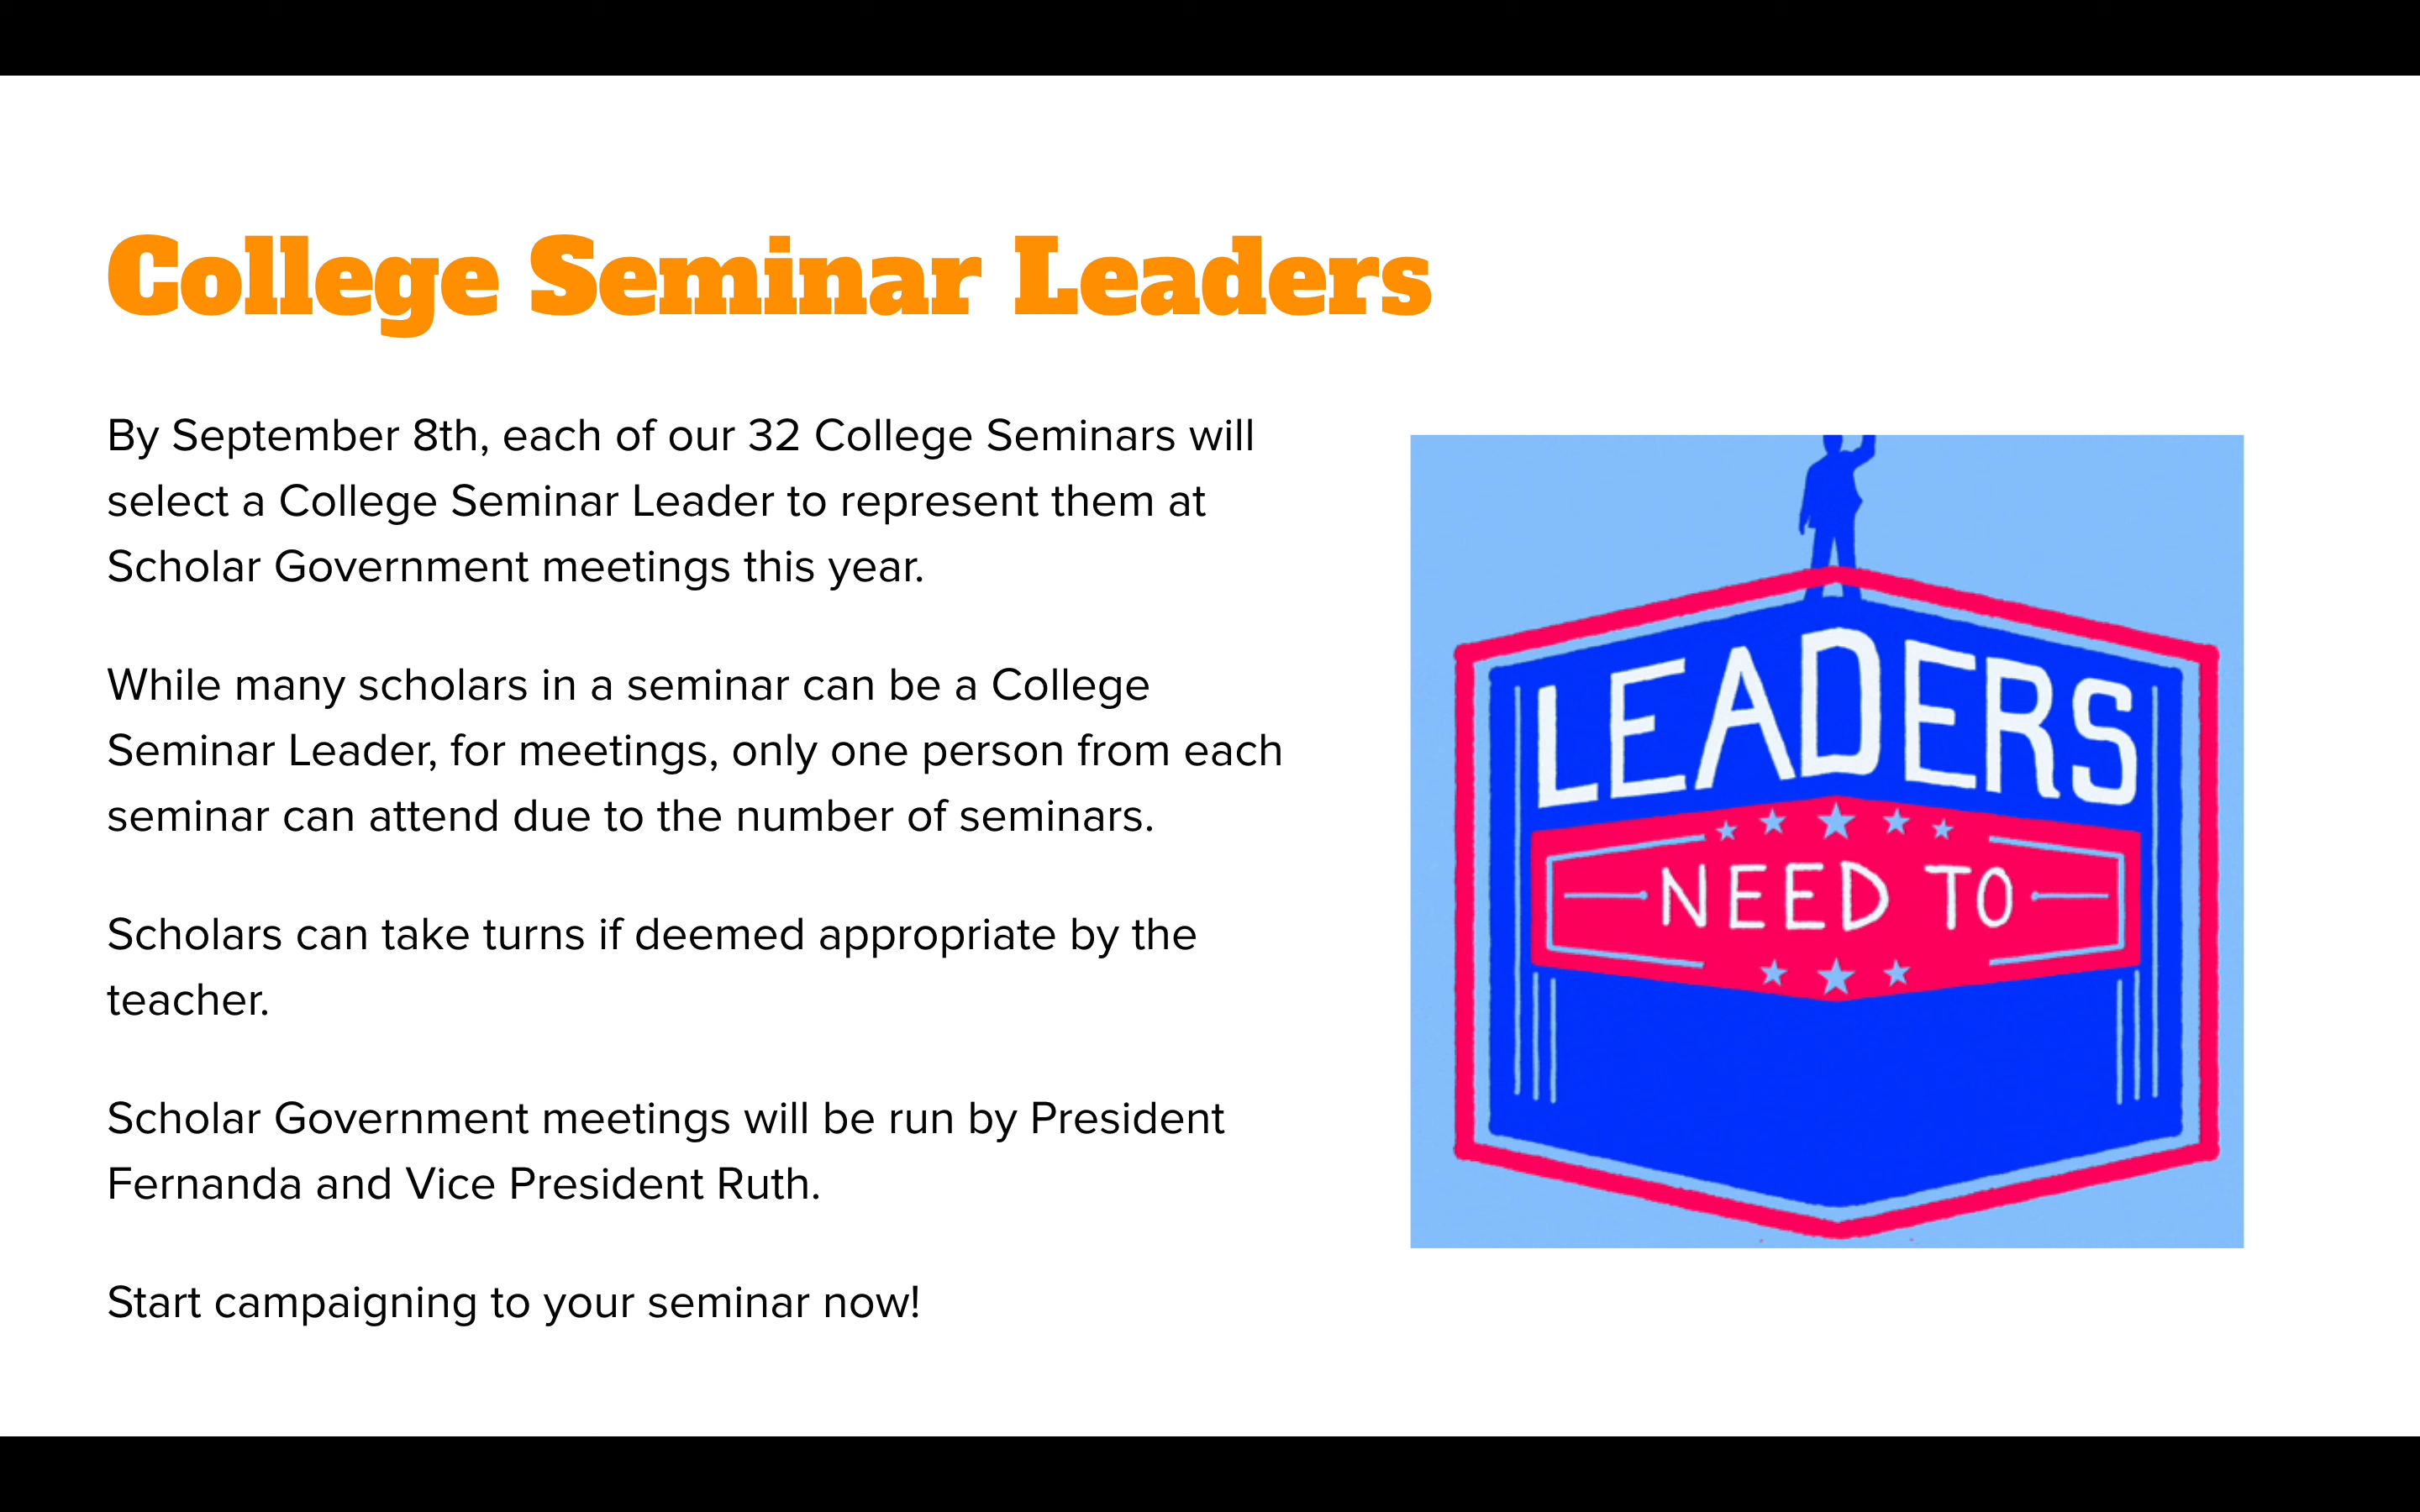 College Seminar Leaders
By September 8th, each of our 32 College Seminars will
select a College Seminar Leader to represent them at
Scholar Government meetings this year.
While many scholars in a seminar can be a College
Seminar Leader, for meetings, only one person from each
seminar can attend due to the number of seminars.
Scholars can take turns if deemed appropriate by the
teacher.
Scholar Government meetings will be run by President
Fernanda and Vice President Ruth.
Start campaigning to your seminar now!
LEADERS
NEED TO